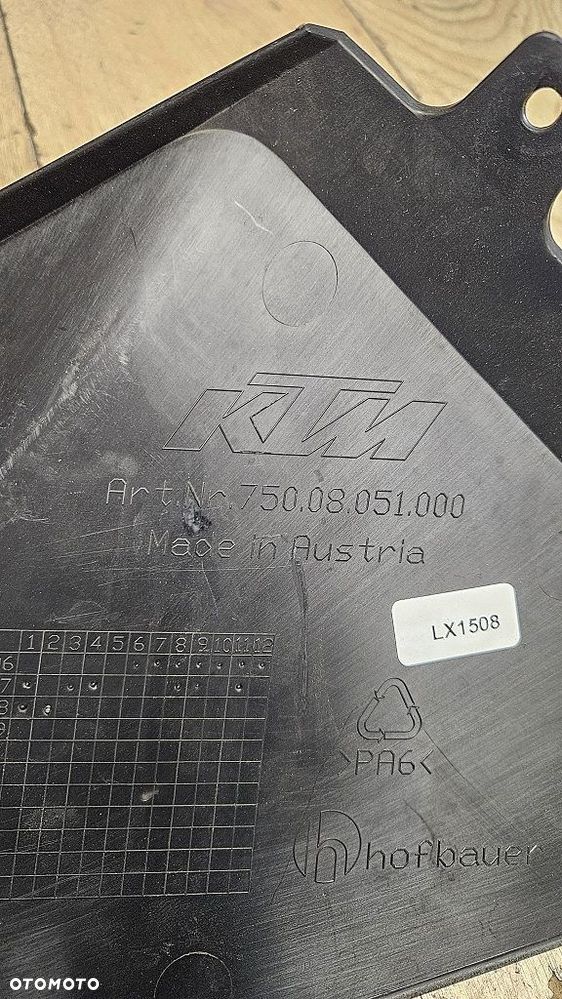 KTM
Art.Nr.750.08.051.000
Made in Austria
LX1508
1 2 3 4 5 6 7 8 9 10 11 12
>PA6<
hofbauer
OTOMOTO